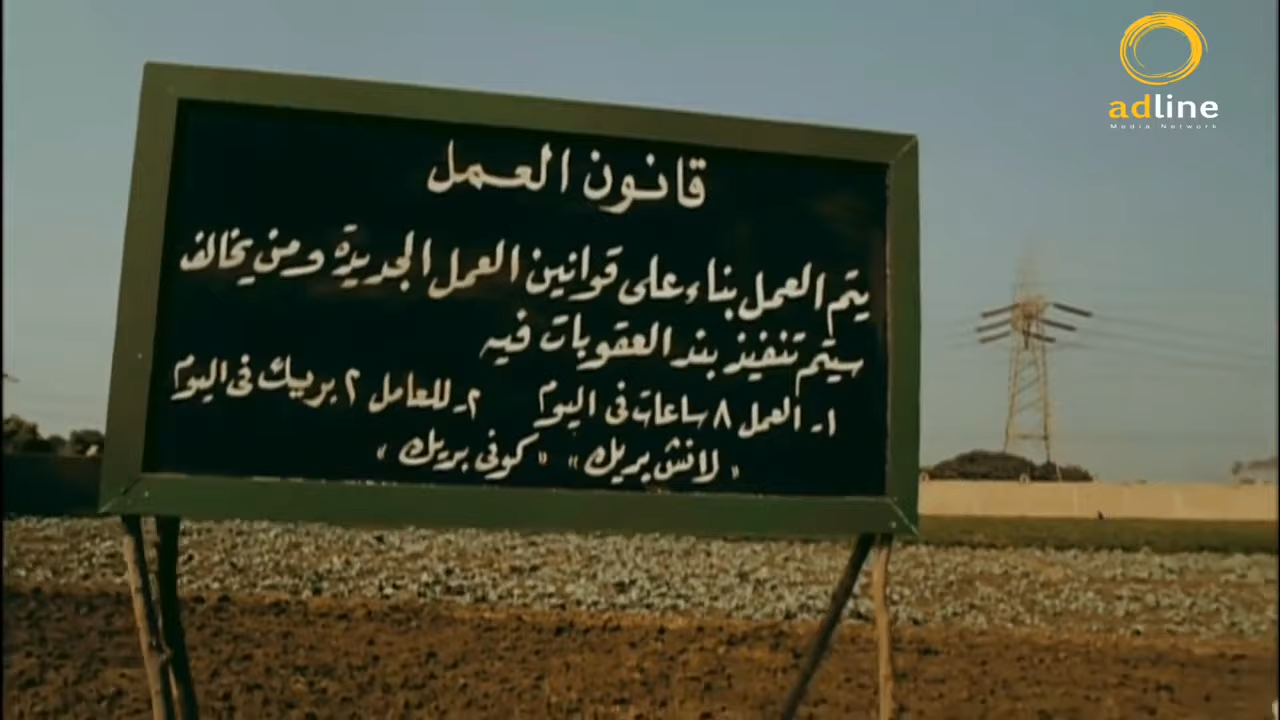 adline
Media Network
قانون العمل
يتم العمل بناء على قوانين العمل الجديدة ومن يخالف
سيتم تنفيذ بند العقوبات فيه
١- العمل ٨ ساعات فى اليوم ٢- للعامل ٢ بريك فى اليوم
"لانش بريك" "كوفى بريك"